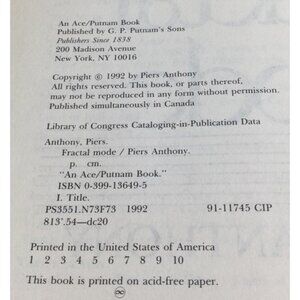 An Ace/Putnam Book
Published by G. P. Putnam's Sons
Publishers Since 1838
200 Madison Avenue
New York, NY 10016
Copyright © 1992 by Piers Anthony
All rights reserved. This book, or parts thereof,
may not be reproduced in any form without permission.
Published simultaneously in Canada
Library of Congress Cataloging-in-Publication Data
Anthony, Piers.
Fractal mode / Piers Anthony.
p. cm.
"An Ace/Putnam Book."
ISBN 0-399-13649-5
I. Title.
PS3551.N73F73 1992 91-11745 CIP
813'.54—dc20
Printed in the United States of America
1 2 3 4 5 6 7 8 9 10
This book is printed on acid-free paper.
♾